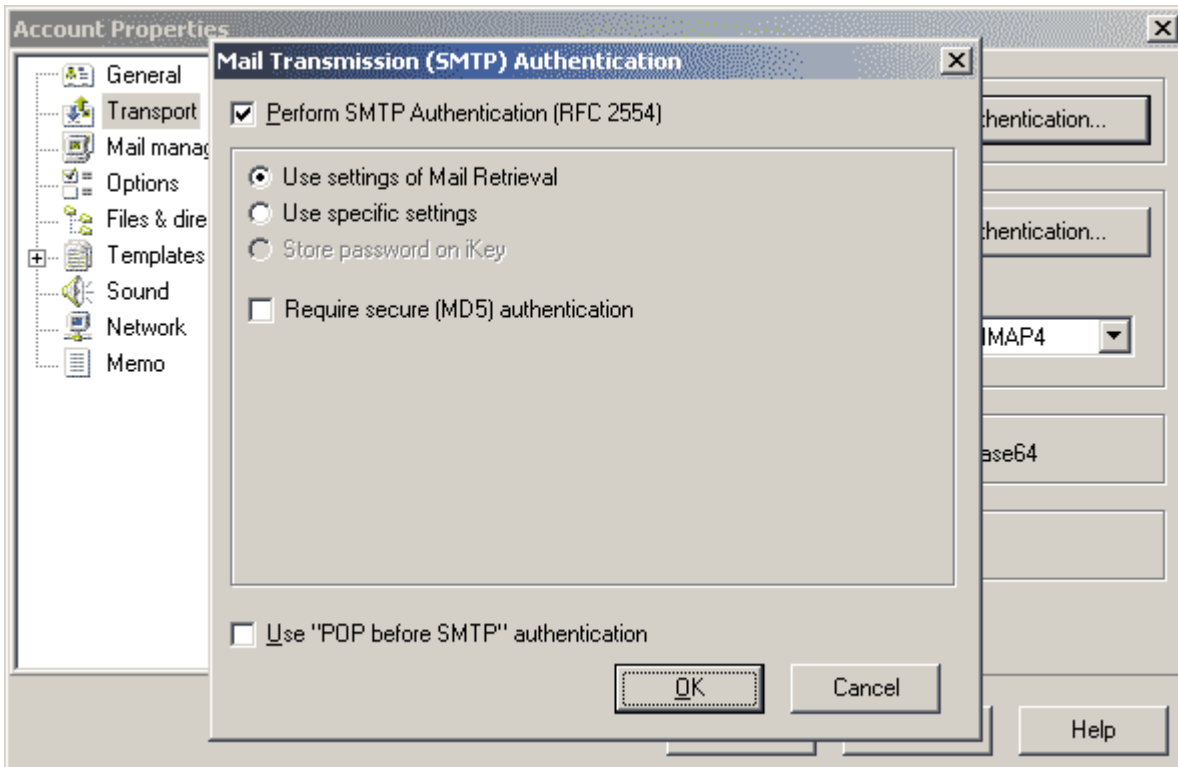 Account Properties
General
Transport
Mail manag
Options
Files & dire
Templates
Sound
Network
Memo
Mail Transmission (SMTP) Authentication
Perform SMTP Authentication (RFC 2554)
Use settings of Mail Retrieval
Use specific settings
Store password on iKey
Require secure (MD5) authentication
Use "POP before SMTP" authentication
OK
Cancel
thentication...
thentication...
IMAP4
ase64
Help